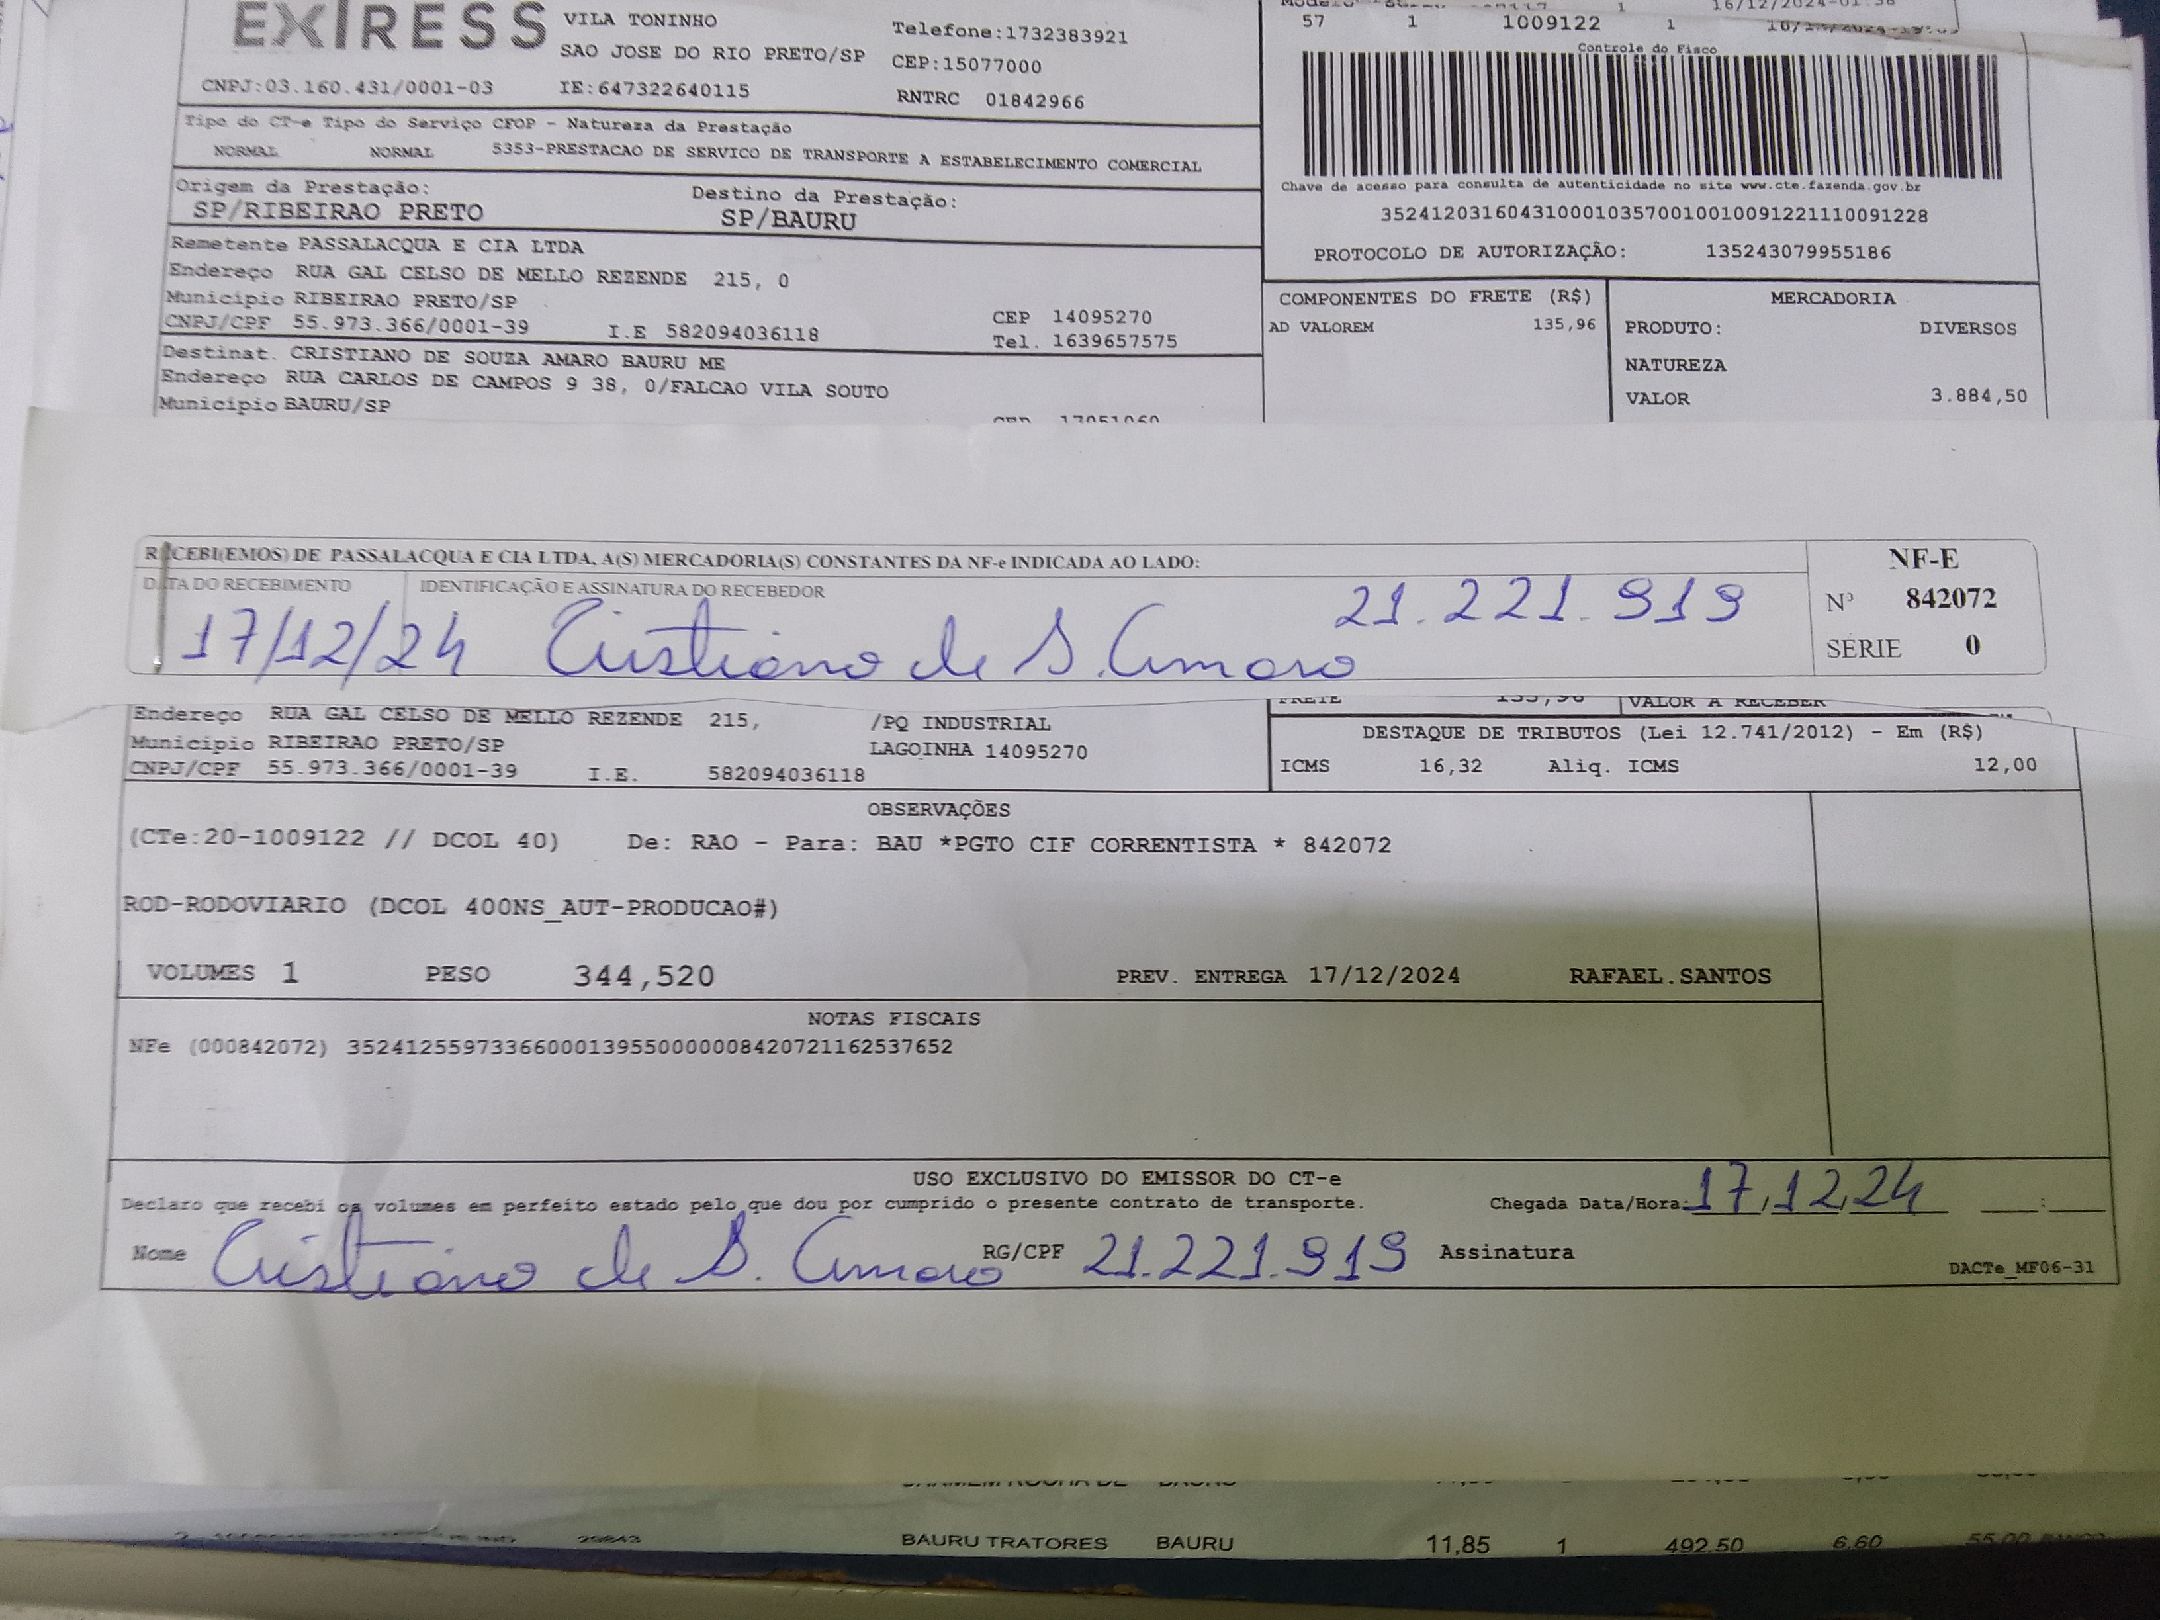 EXIRESS
VILA TONINHO
SAO JOSE DO RIO PRETO/SP
Telefone:1732383921
CEP:15077000
CNPJ:03.160.431/0001-03 IE:647322640115 RNTRC 01842966
Tipo do CT-e Tipo do Serviço CFOP - Natureza da Prestação
NORMAL NORMAL 5353-PRESTACAO DE SERVICO DE TRANSPORTE A ESTABELECIMENTO COMERCIAL
Origem da Prestação: Destino da Prestação:
SP/RIBEIRAO PRETO SP/BAURU
Remetente PASSALACQUA E CIA LTDA
Endereço RUA GAL CELSO DE MELLO REZENDE 215, 0
Município RIBEIRAO PRETO/SP CEP 14095270
CNPJ/CPF 55.973.366/0001-39 I.E 582094036118 Tel. 1639657575
Destinat. CRISTIANO DE SOUZA AMARO BAURU ME
Endereço RUA CARLOS DE CAMPOS 9 38, 0/FALCAO VILA SOUTO
Município BAURU/SP CEP 17051060
16/12/2024
57 1 1009122 1
Controle do Fisco
Chave de acesso para consulta de autenticidade no site www.cte.fazenda.gov.br
35241203160431000103570010010091221110091228
PROTOCOLO DE AUTORIZAÇÃO: 135243079955186
COMPONENTES DO FRETE (R$) MERCADORIA
AD VALOREM 135,96 PRODUTO: DIVERSOS
NATUREZA
VALOR 3.884,50
RECEBI(EMOS) DE PASSALACQUA E CIA LTDA, A(S) MERCADORIA(S) CONSTANTES DA NF-e INDICADA AO LADO:
DATA DO RECEBIMENTO IDENTIFICAÇÃO E ASSINATURA DO RECEBEDOR
17/12/24 Cristiano de S. Amaro 21.221.919
NF-E
Nº 842072
SÉRIE 0
FRETE 135,96 VALOR A RECEBER
Endereço RUA GAL CELSO DE MELLO REZENDE 215, /PQ INDUSTRIAL
Município RIBEIRAO PRETO/SP LAGOINHA 14095270
CNPJ/CPF 55.973.366/0001-39 I.E. 582094036118
DESTAQUE DE TRIBUTOS (Lei 12.741/2012) - Em (R$)
ICMS 16,32 Aliq. ICMS 12,00
OBSERVAÇÕES
(CTe:20-1009122 // DCOL 40) De: RAO - Para: BAU *PGTO CIF CORRENTISTA * 842072
ROD-RODOVIARIO (DCOL 400NS_AUT-PRODUCAO#)
VOLUMES 1 PESO 344,520 PREV. ENTREGA 17/12/2024 RAFAEL.SANTOS
NOTAS FISCAIS
NFe (000842072) 35241255973366000139550000008420721162537652
USO EXCLUSIVO DO EMISSOR DO CT-e
Declaro que recebi os volumes em perfeito estado pelo que dou por cumprido o presente contrato de transporte. Chegada Data/Hora: 17/12/24 :
Nome Cristiano de S. Amaro RG/CPF 21.221.919 Assinatura
DACTe_MF06-31
BAURU TRATORES BAURU 11,85 1 492,50 6,60